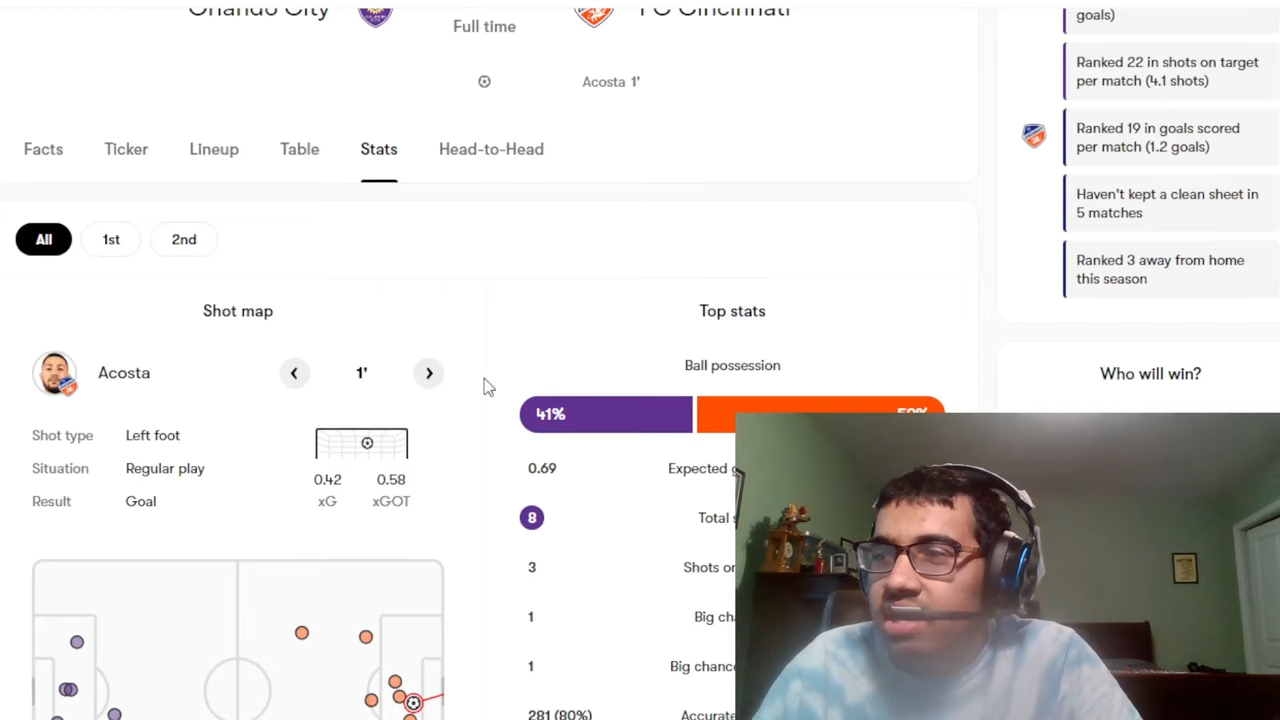 Orlando City
FC Cincinnati
Full time
Acosta 1'
Facts
Ticker
Lineup
Table
Stats
Head-to-Head
All
1st
2nd
Shot map
Acosta
1'
Shot type
Left foot
Situation
Regular play
Result
Goal
0.42
0.58
xG
xGOT
Top stats
Ball possession
41%
0.69
Expected
8
Total
3
Shots
1
Big
1
Big
281 (80%)
Accurate
goals)
Ranked 22 in shots on target
per match (4.1 shots)
Ranked 19 in goals scored
per match (1.2 goals)
Haven't kept a clean sheet in
5 matches
Ranked 3 away from home
this season
Who will win?